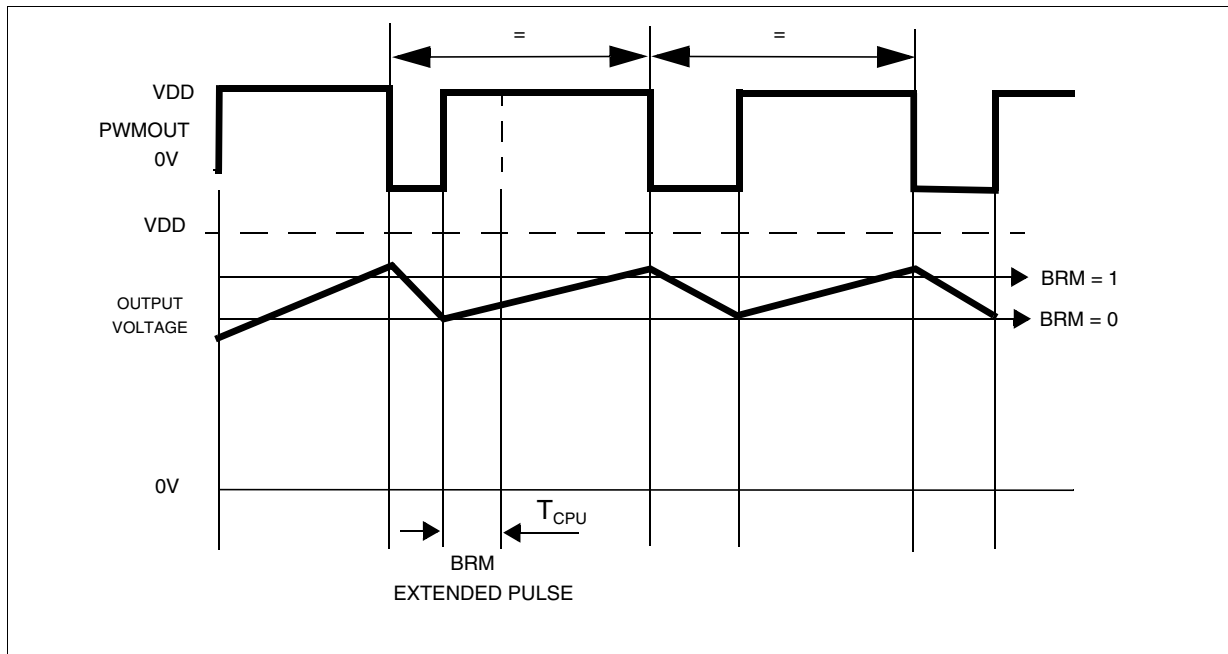 = =
VDD
PWMOUT
0V
VDD
BRM = 1
OUTPUT
VOLTAGE
BRM = 0
0V
TCPU
BRM
EXTENDED PULSE